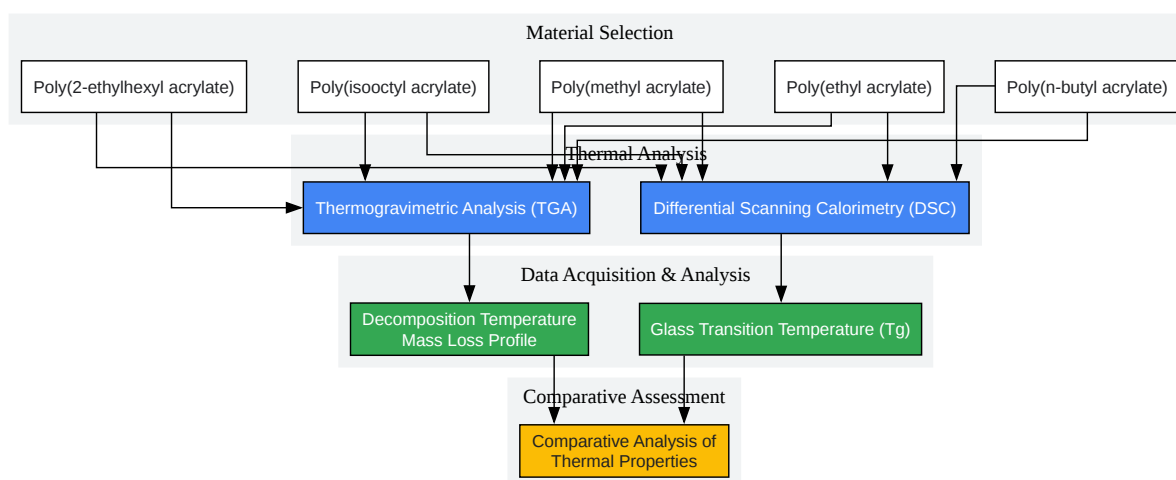 Material Selection
Poly(2-ethylhexyl acrylate)
Poly(isooctyl acrylate)
Poly(methyl acrylate)
Poly(ethyl acrylate)
Poly(n-butyl acrylate)
Thermal Analysis
Thermogravimetric Analysis (TGA)
Differential Scanning Calorimetry (DSC)
Data Acquisition & Analysis
Decomposition Temperature
Mass Loss Profile
Glass Transition Temperature (Tg)
Comparative Assessment
Comparative Analysis of
Thermal Properties